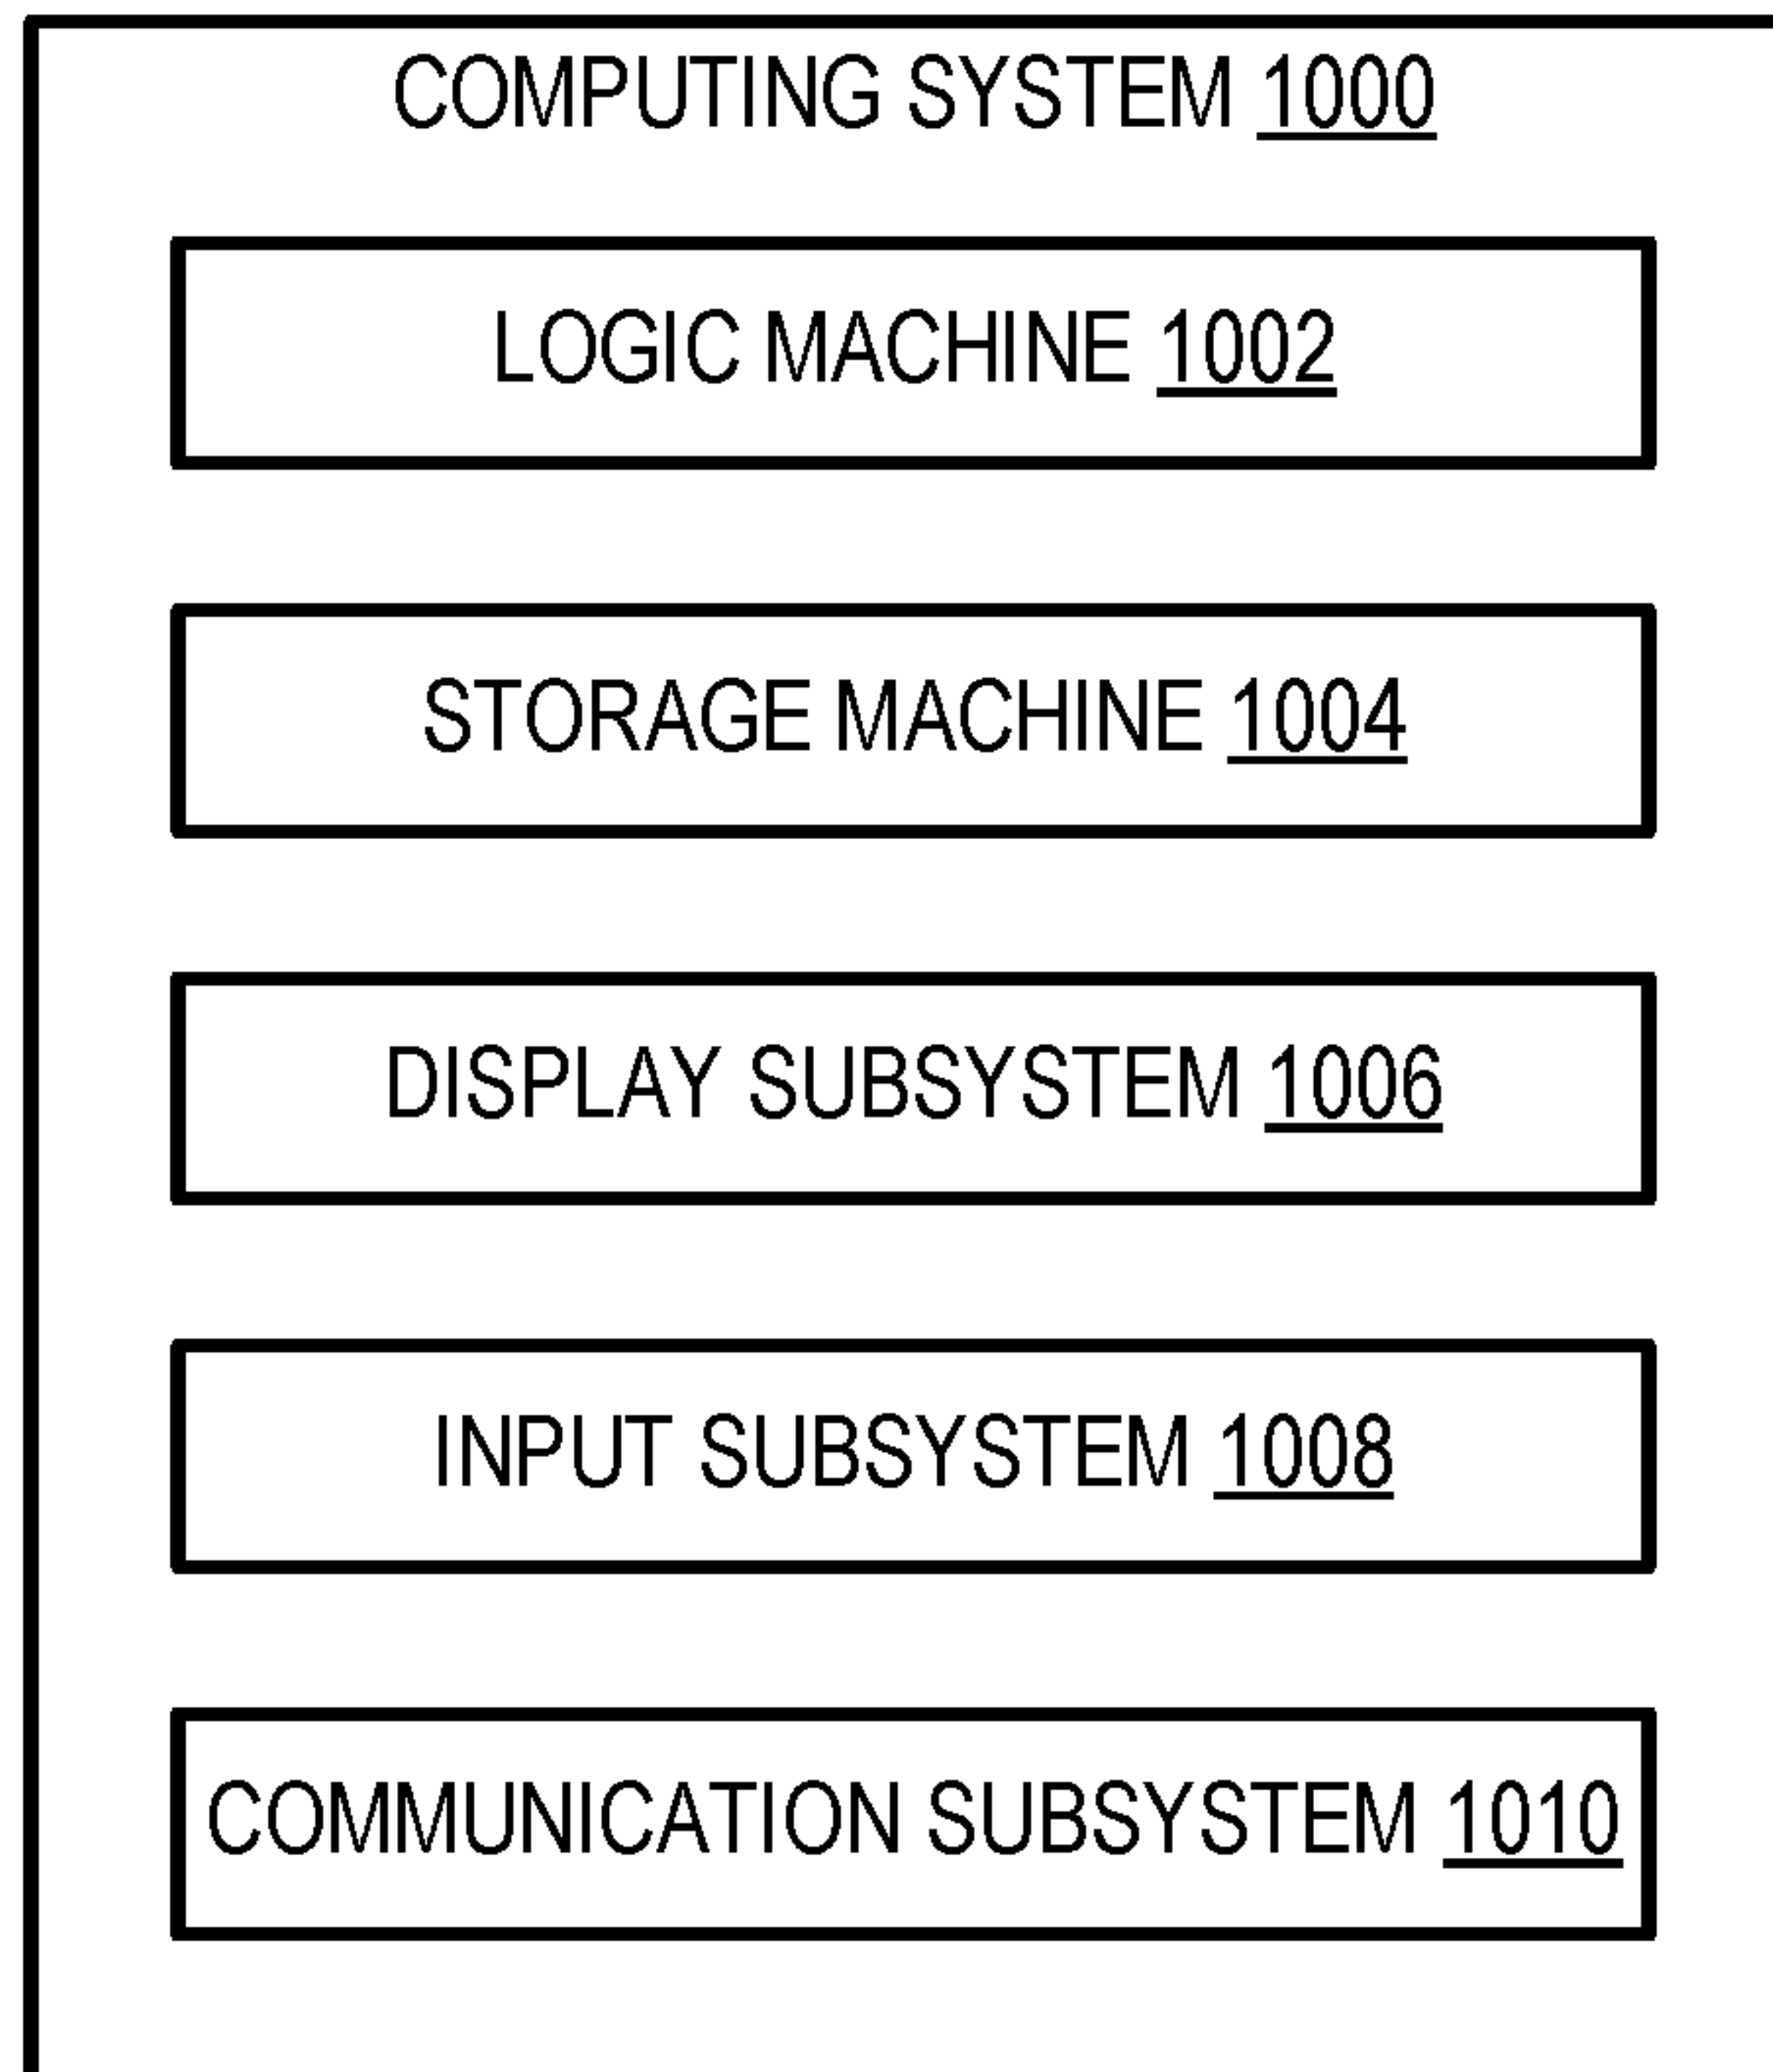 COMPUTING SYSTEM 1000
LOGIC MACHINE 1002
STORAGE MACHINE 1004
DISPLAY SUBSYSTEM 1006
INPUT SUBSYSTEM 1008
COMMUNICATION SUBSYSTEM 1010